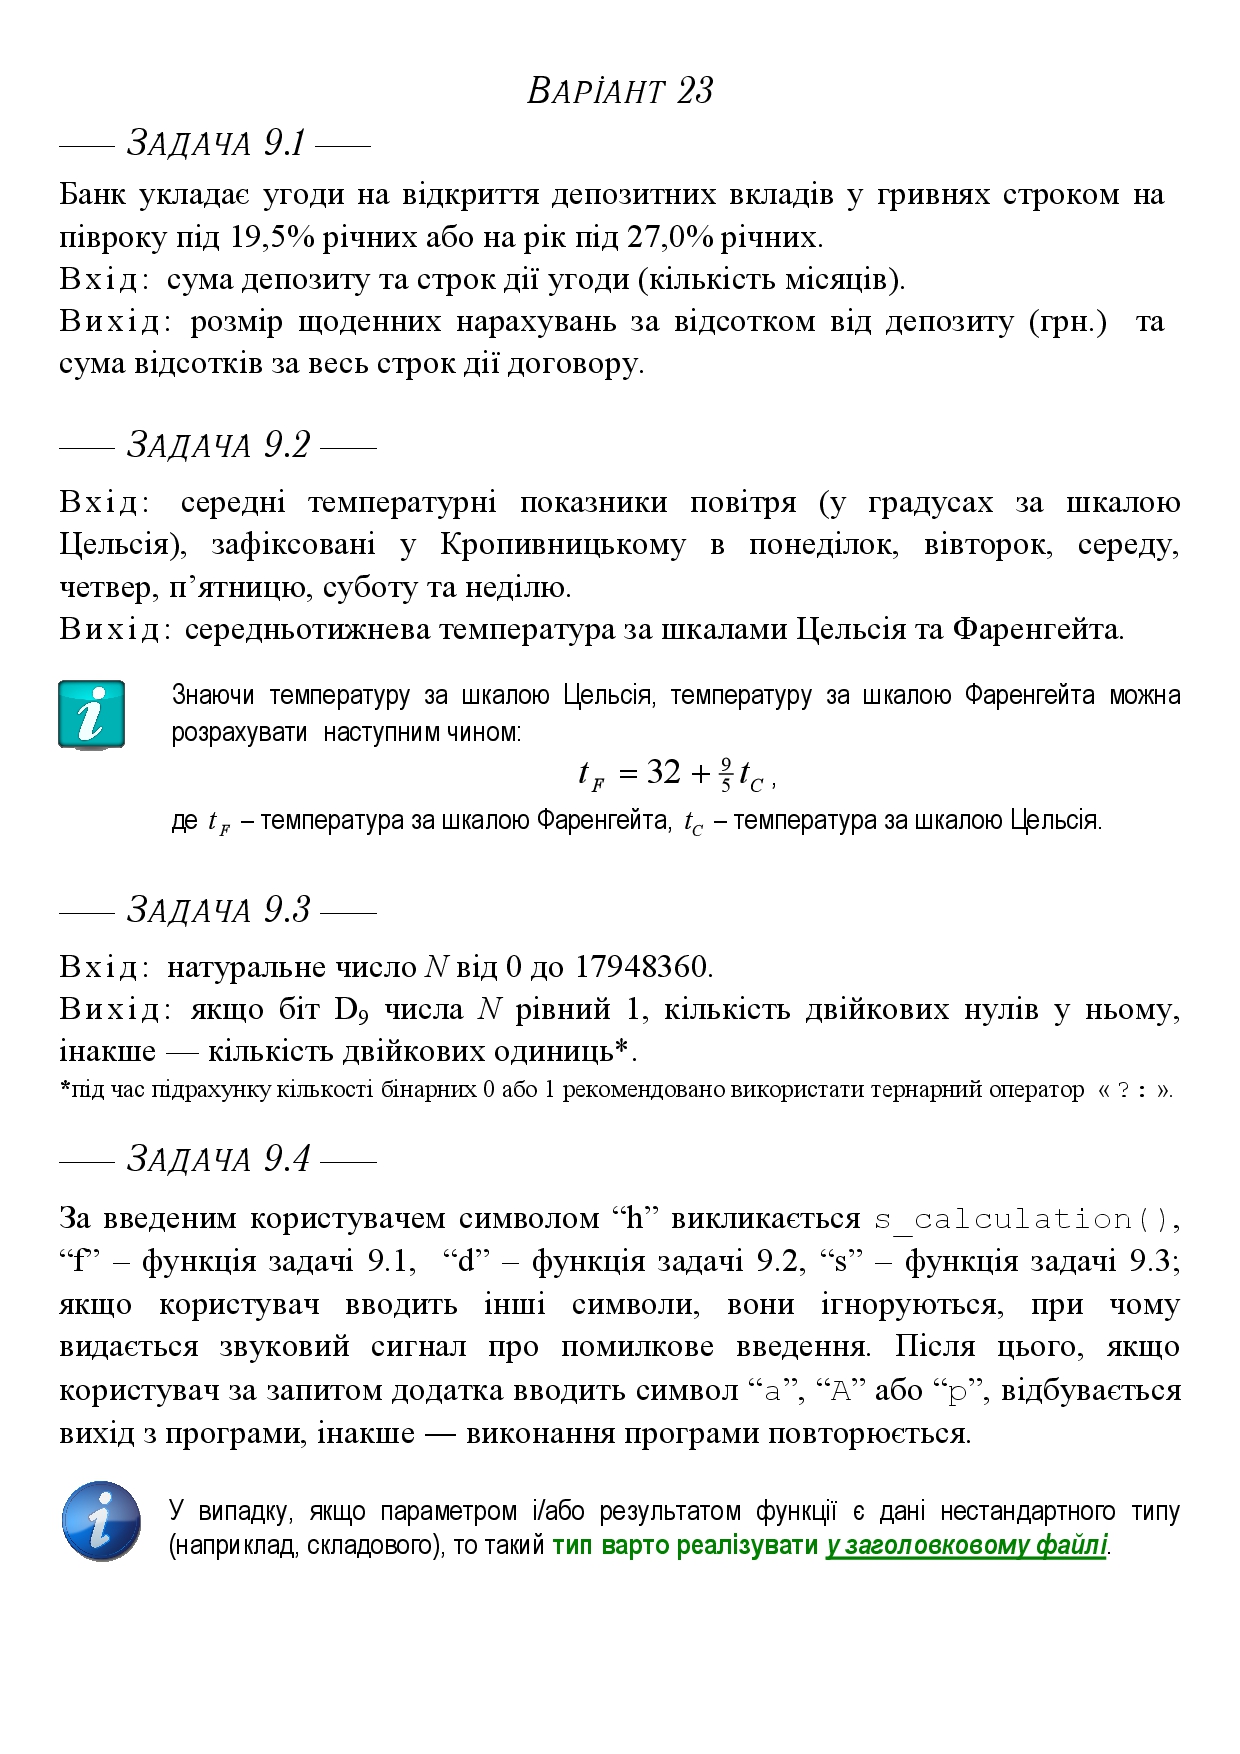 ВАРІАНТ 23
ЗАДАЧА 9.1
Банк укладає угоди на відкриття депозитних вкладів у гривнях строком на
півроку під 19,5% річних або на рік під 27,0% річних.
Вхід: сума депозиту та строк дії угоди (кількість місяців).
Вихід: розмір щоденних нарахувань за відсотком від депозиту (грн.) та
сума відсотків за весь строк дії договору.
ЗАДАЧА 9.2
Вхід: середні температурні показники повітря (у градусах за шкалою
Цельсія), зафіксовані у Кропивницькому в понеділок, вівторок, середу,
четвер, п’ятницю, суботу та неділю.
Вихід: середньотижнева температура за шкалами Цельсія та Фаренгейта.
Знаючи температуру за шкалою Цельсія, температуру за шкалою Фаренгейта можна
розрахувати наступним чином:
t_F = 32 + 9/5 t_C ,
де t_F – температура за шкалою Фаренгейта, t_C – температура за шкалою Цельсія.
ЗАДАЧА 9.3
Вхід: натуральне число N від 0 до 17948360.
Вихід: якщо біт D₉ числа N рівний 1, кількість двійкових нулів у ньому,
інакше — кількість двійкових одиниць*.
*під час підрахунку кількості бінарних 0 або 1 рекомендовано використати тернарний оператор « ? : ».
ЗАДАЧА 9.4
За введеним користувачем символом “h” викликається s_calculation(),
“f” – функція задачі 9.1, “d” – функція задачі 9.2, “s” – функція задачі 9.3;
якщо користувач вводить інші символи, вони ігноруються, при чому
видається звуковий сигнал про помилкове введення. Після цього, якщо
користувач за запитом додатка вводить символ “a”, “A” або “p”, відбувається
вихід з програми, інакше — виконання програми повторюється.
У випадку, якщо параметром і/або результатом функції є дані нестандартного типу
(наприклад, складового), то такий тип варто реалізувати у заголовковому файлі.